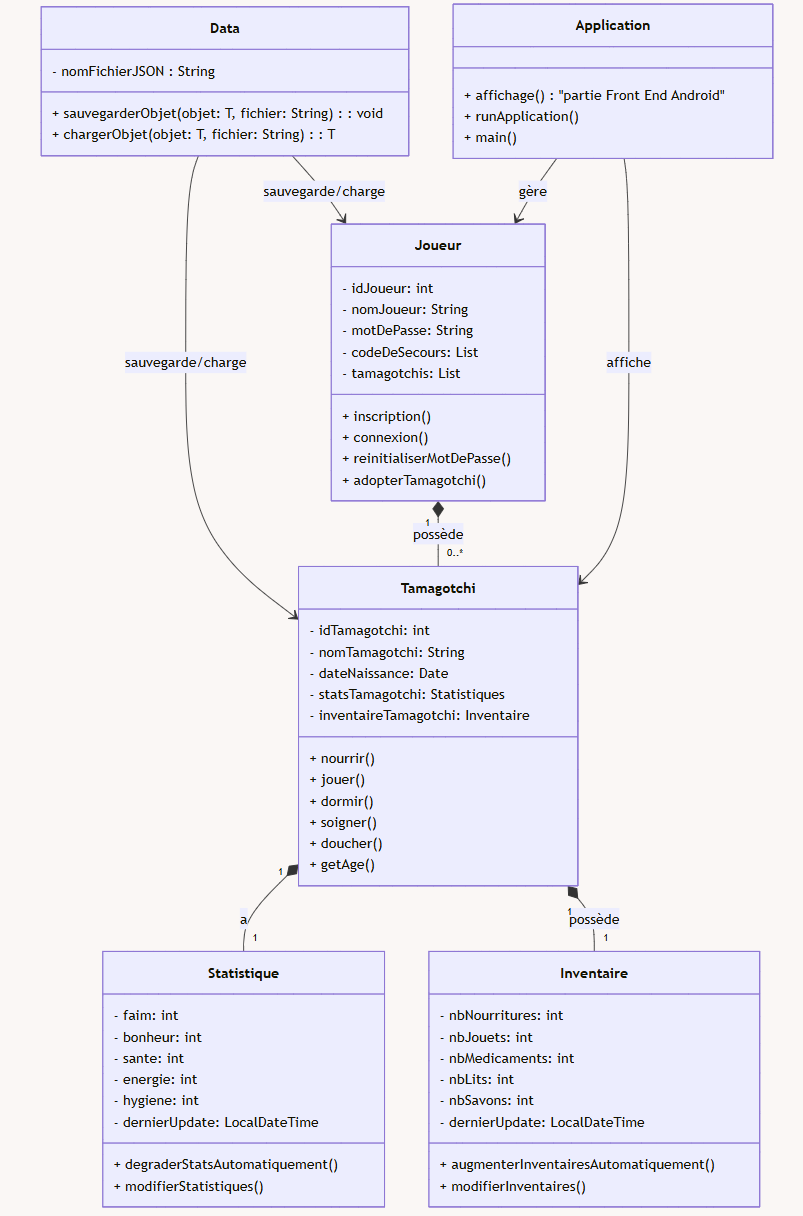 Data
- nomFichierJSON : String
+ sauvegarderObjet(objet: T, fichier: String) : : void
+ chargerObjet(objet: T, fichier: String) : : T
Application
+ affichage() : "partie Front End Android"
+ runApplication()
+ main()
sauvegarde/charge
gère
Joueur
- idJoueur: int
- nomJoueur: String
- motDePasse: String
- codeDeSecours: List
- tamagotchis: List
+ inscription()
+ connexion()
+ reinitialiserMotDePasse()
+ adopterTamagotchi()
sauvegarde/charge
affiche
1
possède
0..*
Tamagotchi
- idTamagotchi: int
- nomTamagotchi: String
- dateNaissance: Date
- statsTamagotchi: Statistiques
- inventaireTamagotchi: Inventaire
+ nourrir()
+ jouer()
+ dormir()
+ soigner()
+ doucher()
+ getAge()
1
a
1
1
possède
1
Statistique
- faim: int
- bonheur: int
- sante: int
- energie: int
- hygiene: int
- dernierUpdate: LocalDateTime
+ degraderStatsAutomatiquement()
+ modifierStatistiques()
Inventaire
- nbNourritures: int
- nbJouets: int
- nbMedicaments: int
- nbLits: int
- nbSavons: int
- dernierUpdate: LocalDateTime
+ augmenterInventairesAutomatiquement()
+ modifierInventaires()